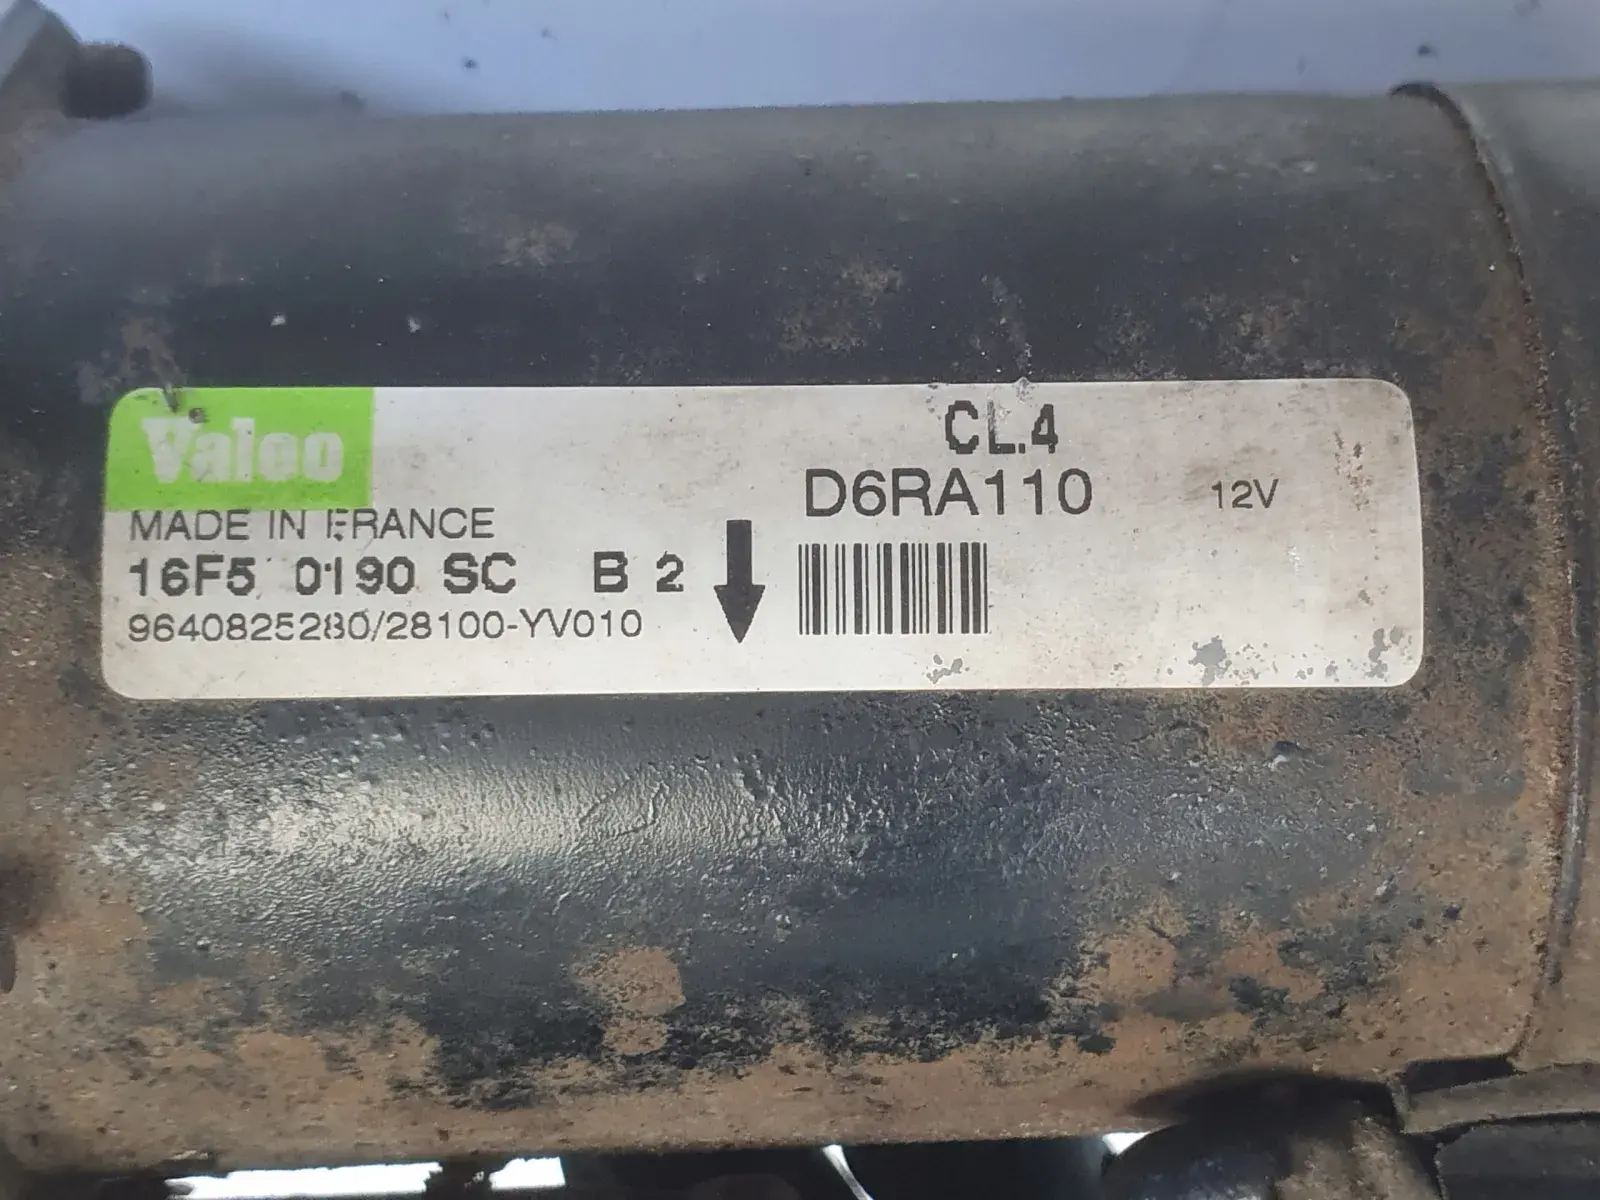 Valeo
CL.4
D6RA110 12V
MADE IN FRANCE
16F5 0190 SC B 2
9640825280/28100-YV010